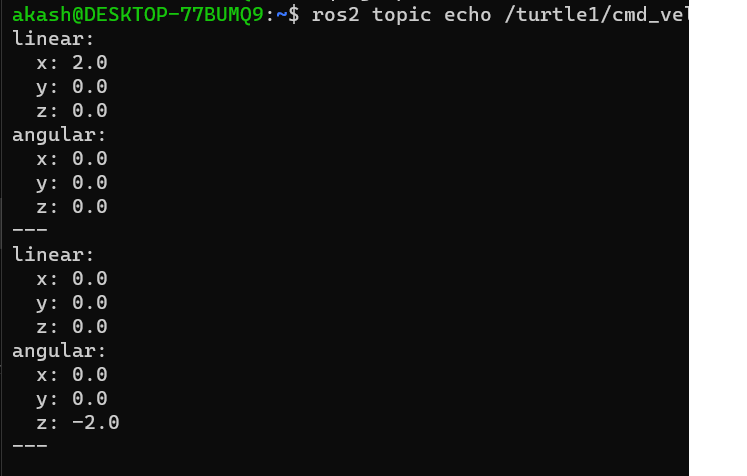 akash@DESKTOP-77BUMQ9:~$ ros2 topic echo /turtle1/cmd_vel
linear:
  x: 2.0
  y: 0.0
  z: 0.0
angular:
  x: 0.0
  y: 0.0
  z: 0.0
---
linear:
  x: 0.0
  y: 0.0
  z: 0.0
angular:
  x: 0.0
  y: 0.0
  z: -2.0
---